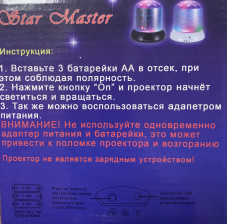 Star Master
Инструкция:
1. Вставьте 3 батарейки АА в отсек, при
этом соблюдая полярность.
2. Нажмите кнопку "On" и проектор начнёт
светиться и вращаться.
3. Так же можно воспользоваться адаптером
питания.
ВНИМАНИЕ! Не используйте одновременно
адаптер питания и батарейки, это может
привести к поломке проектора и возгоранию
Проектор не является зарядным устройством!